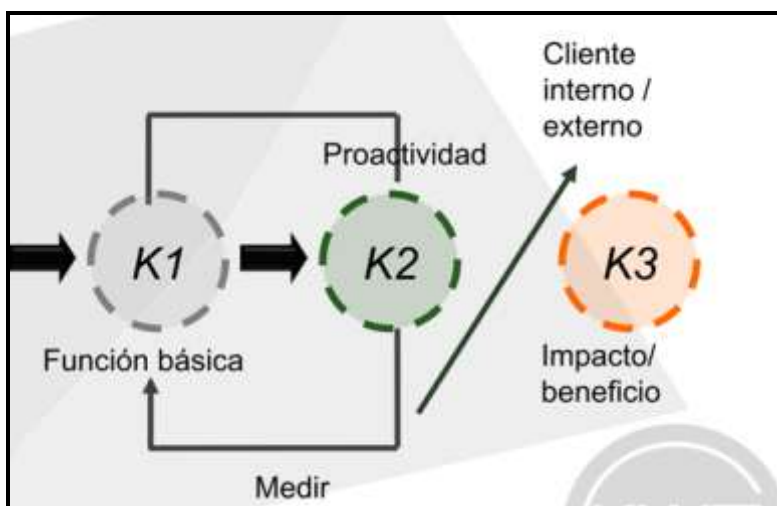 Cliente
interno /
externo
Proactividad
K1
K2
K3
Función básica
Impacto/
beneficio
Medir